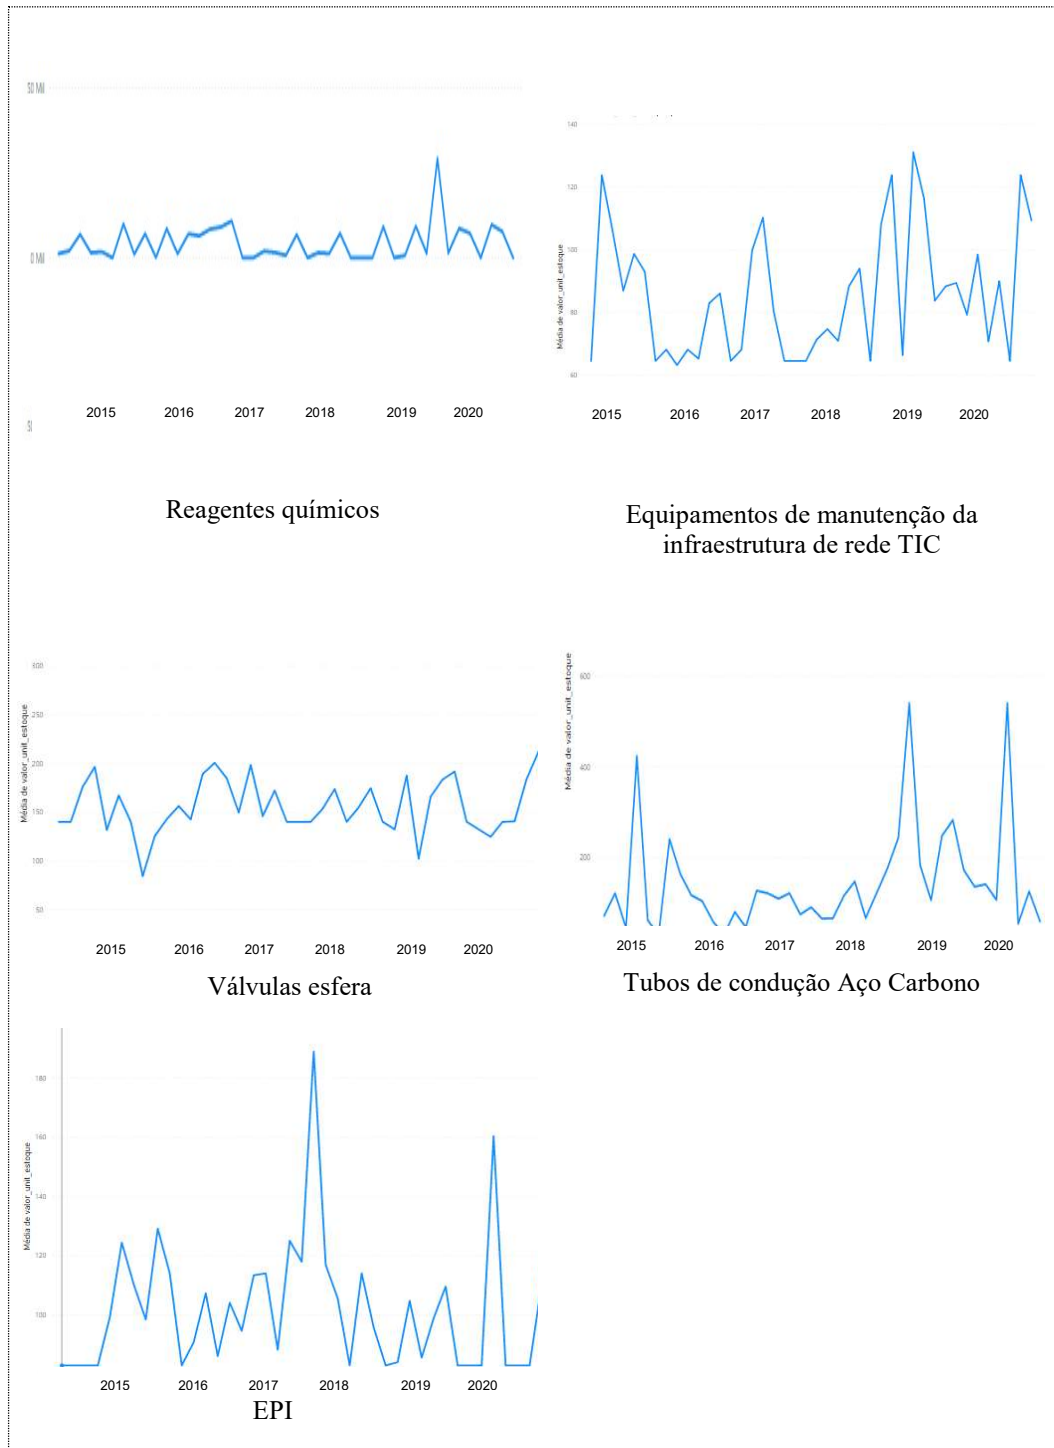 $0 Mil
0 Mil
2015 2016 2017 2018 2019 2020
Reagentes químicos
Média de valor_unit_estoque
140
120
100
80
60
2015 2016 2017 2018 2019 2020
Equipamentos de manutenção da
infraestrutura de rede TIC
Média de valor_unit_estoque
300
250
200
150
100
50
2015 2016 2017 2018 2019 2020
Válvulas esfera
Média de valor_unit_estoque
600
400
200
2015 2016 2017 2018 2019 2020
Tubos de condução Aço Carbono
Média de valor_unit_estoque
180
160
140
120
100
2015 2016 2017 2018 2019 2020
EPI